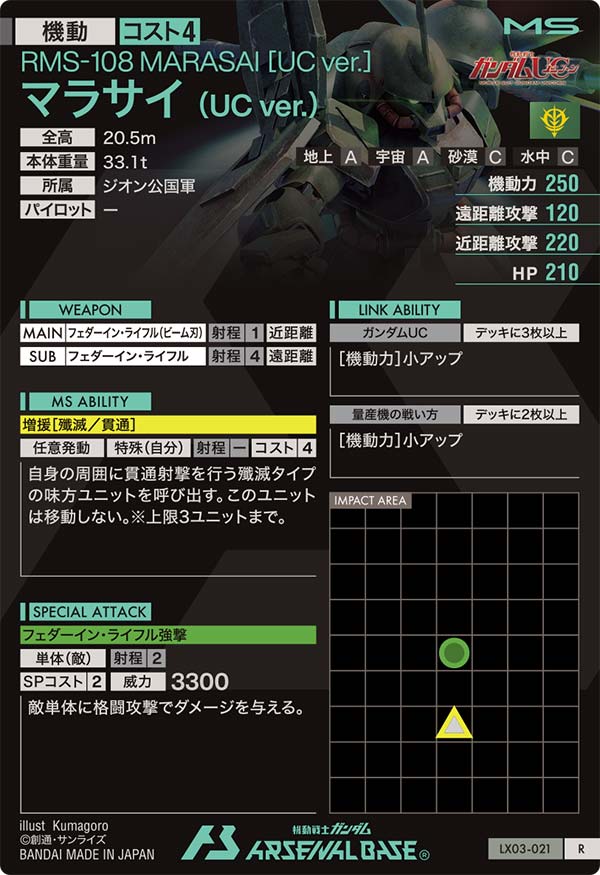 機動 コスト4 MS
RMS-108 MARASAI [UC ver.]
マラサイ (UC ver.)
機動戦士 ガンダムUC ユニコーン
MOBILE SUIT GUNDAM UNICORN
全高 20.5m
本体重量 33.1t
所属 ジオン公国軍
パイロット ー
地上 A 宇宙 A 砂漠 C 水中 C
機動力 250
遠距離攻撃 120
近距離攻撃 220
HP 210
WEAPON
MAIN フェダーイン・ライフル(ビーム刃) 射程 1 近距離
SUB フェダーイン・ライフル 射程 4 遠距離
MS ABILITY
増援[殲滅/貫通]
任意発動 特殊(自分) 射程 ー コスト 4
自身の周囲に貫通射撃を行う殲滅タイプ
の味方ユニットを呼び出す。このユニット
は移動しない。※上限3ユニットまで。
SPECIAL ATTACK
フェダーイン・ライフル強撃
単体(敵) 射程 2
SPコスト 2 威力 3300
敵単体に格闘攻撃でダメージを与える。
LINK ABILITY
ガンダムUC デッキに3枚以上
[機動力]小アップ
量産機の戦い方 デッキに2枚以上
[機動力]小アップ
IMPACT AREA
illust Kumagoro
©創通・サンライズ
BANDAI MADE IN JAPAN
機動戦士ガンダム
AB ARSENAL BASE®
LX03-021 R